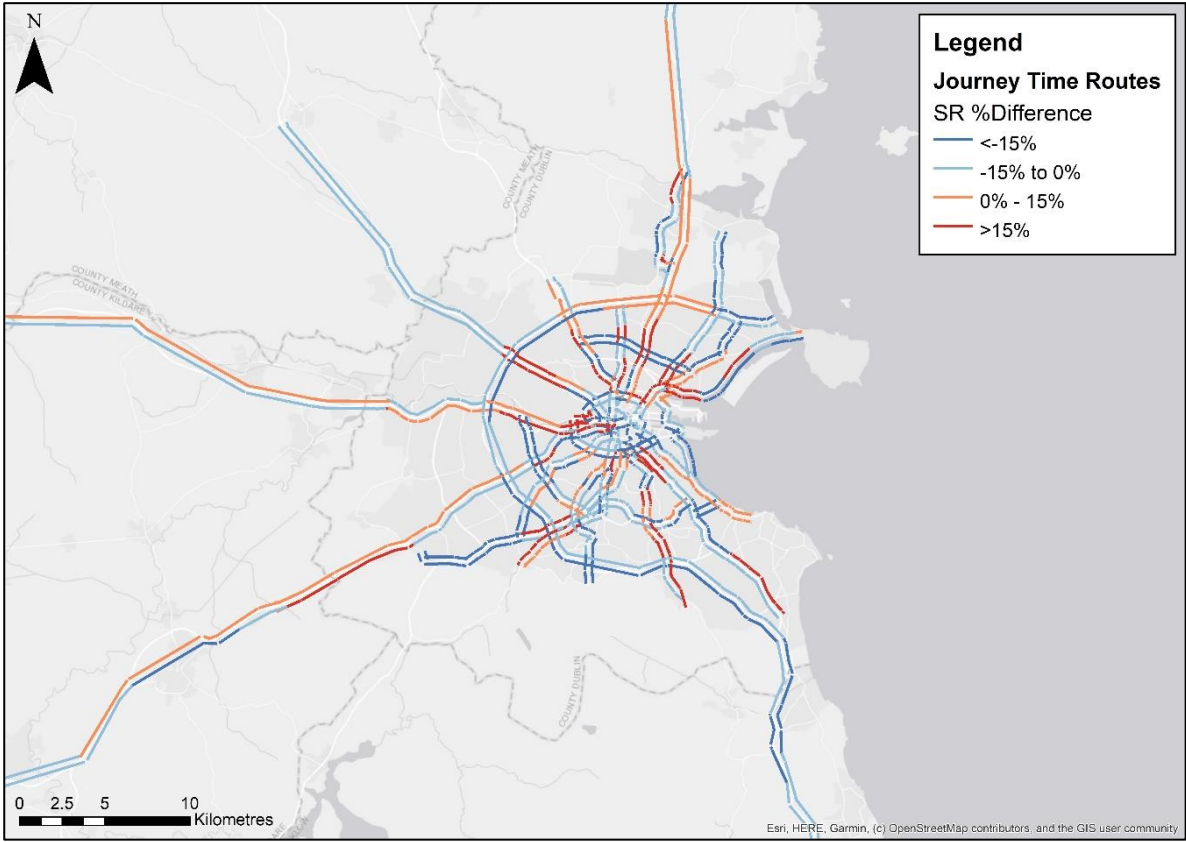 N
Legend
Journey Time Routes
SR %Difference
<-15%
-15% to 0%
0% - 15%
>15%
COUNTY MEATH
COUNTY DUBLIN
COUNTY MEATH
COUNTY KILDARE
COUNTY DUBLIN
0 2.5 5 10
Kilometres
Esri, HERE, Garmin, (c) OpenStreetMap contributors, and the GIS user community